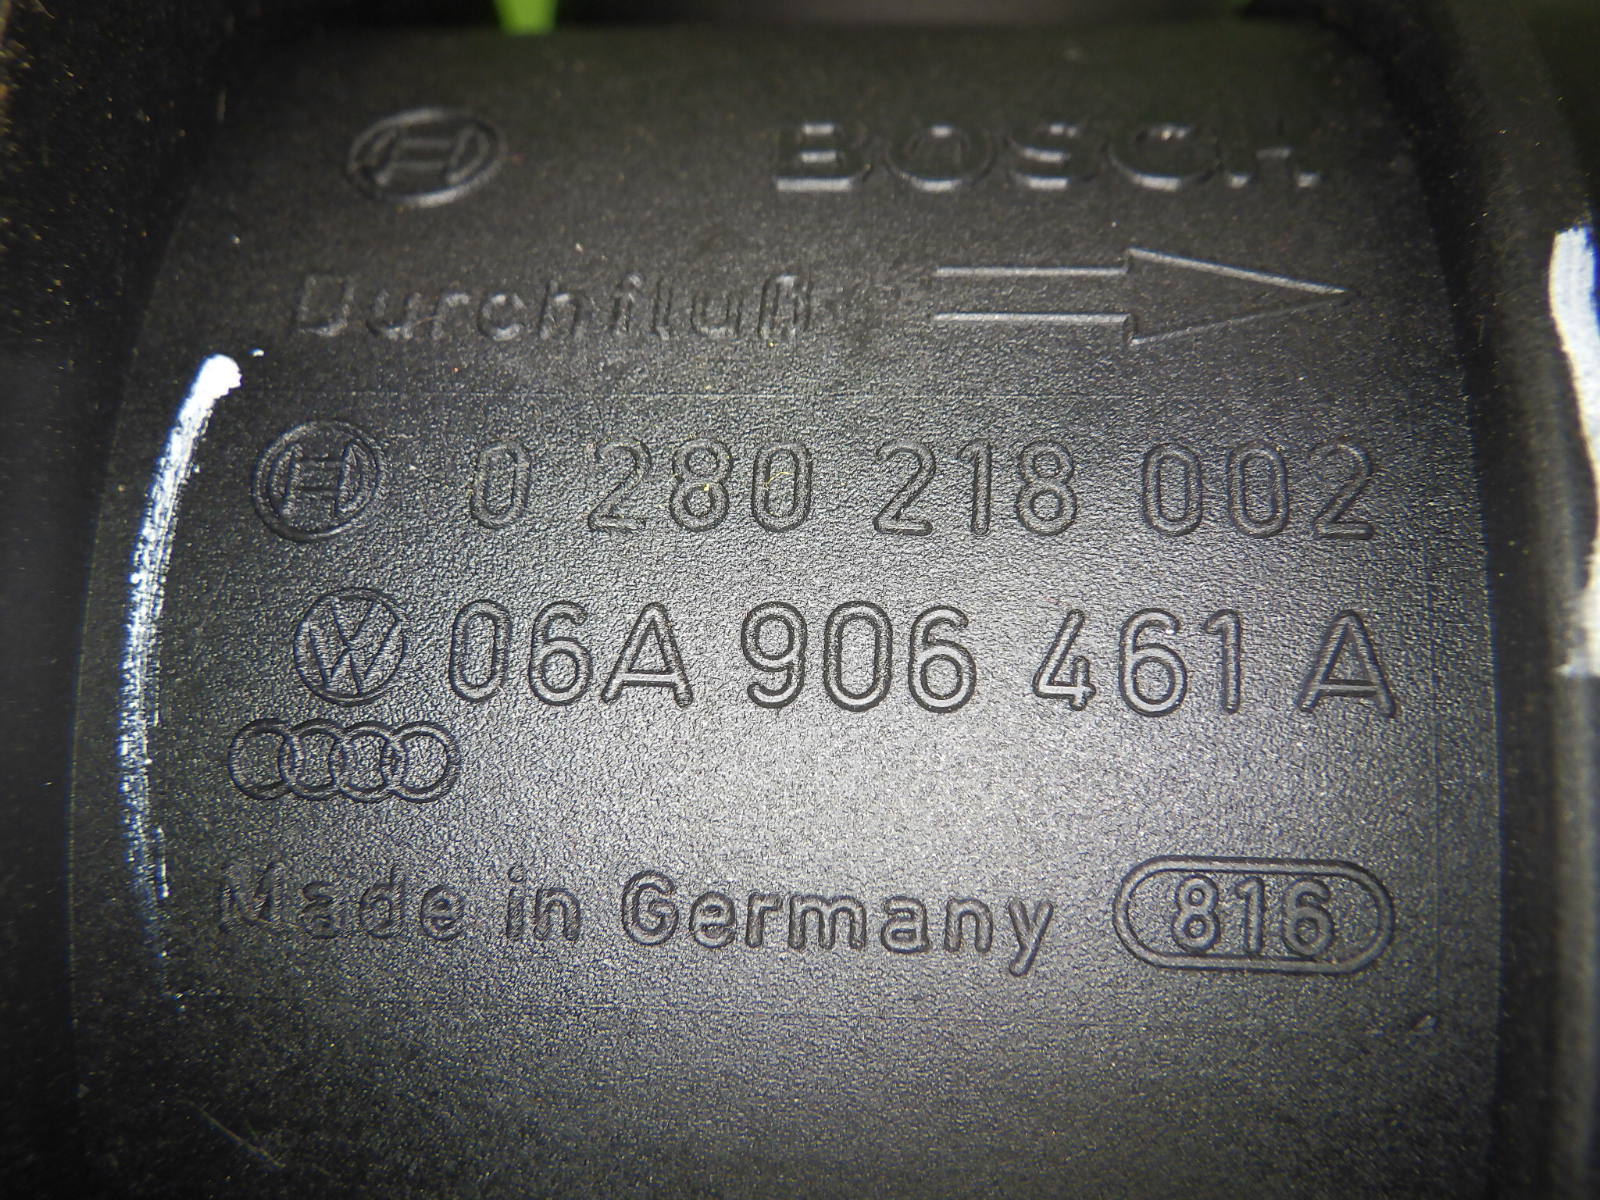 BOSCH
Durchfluß
0 280 218 002
06A 906 461 A
Made in Germany 816